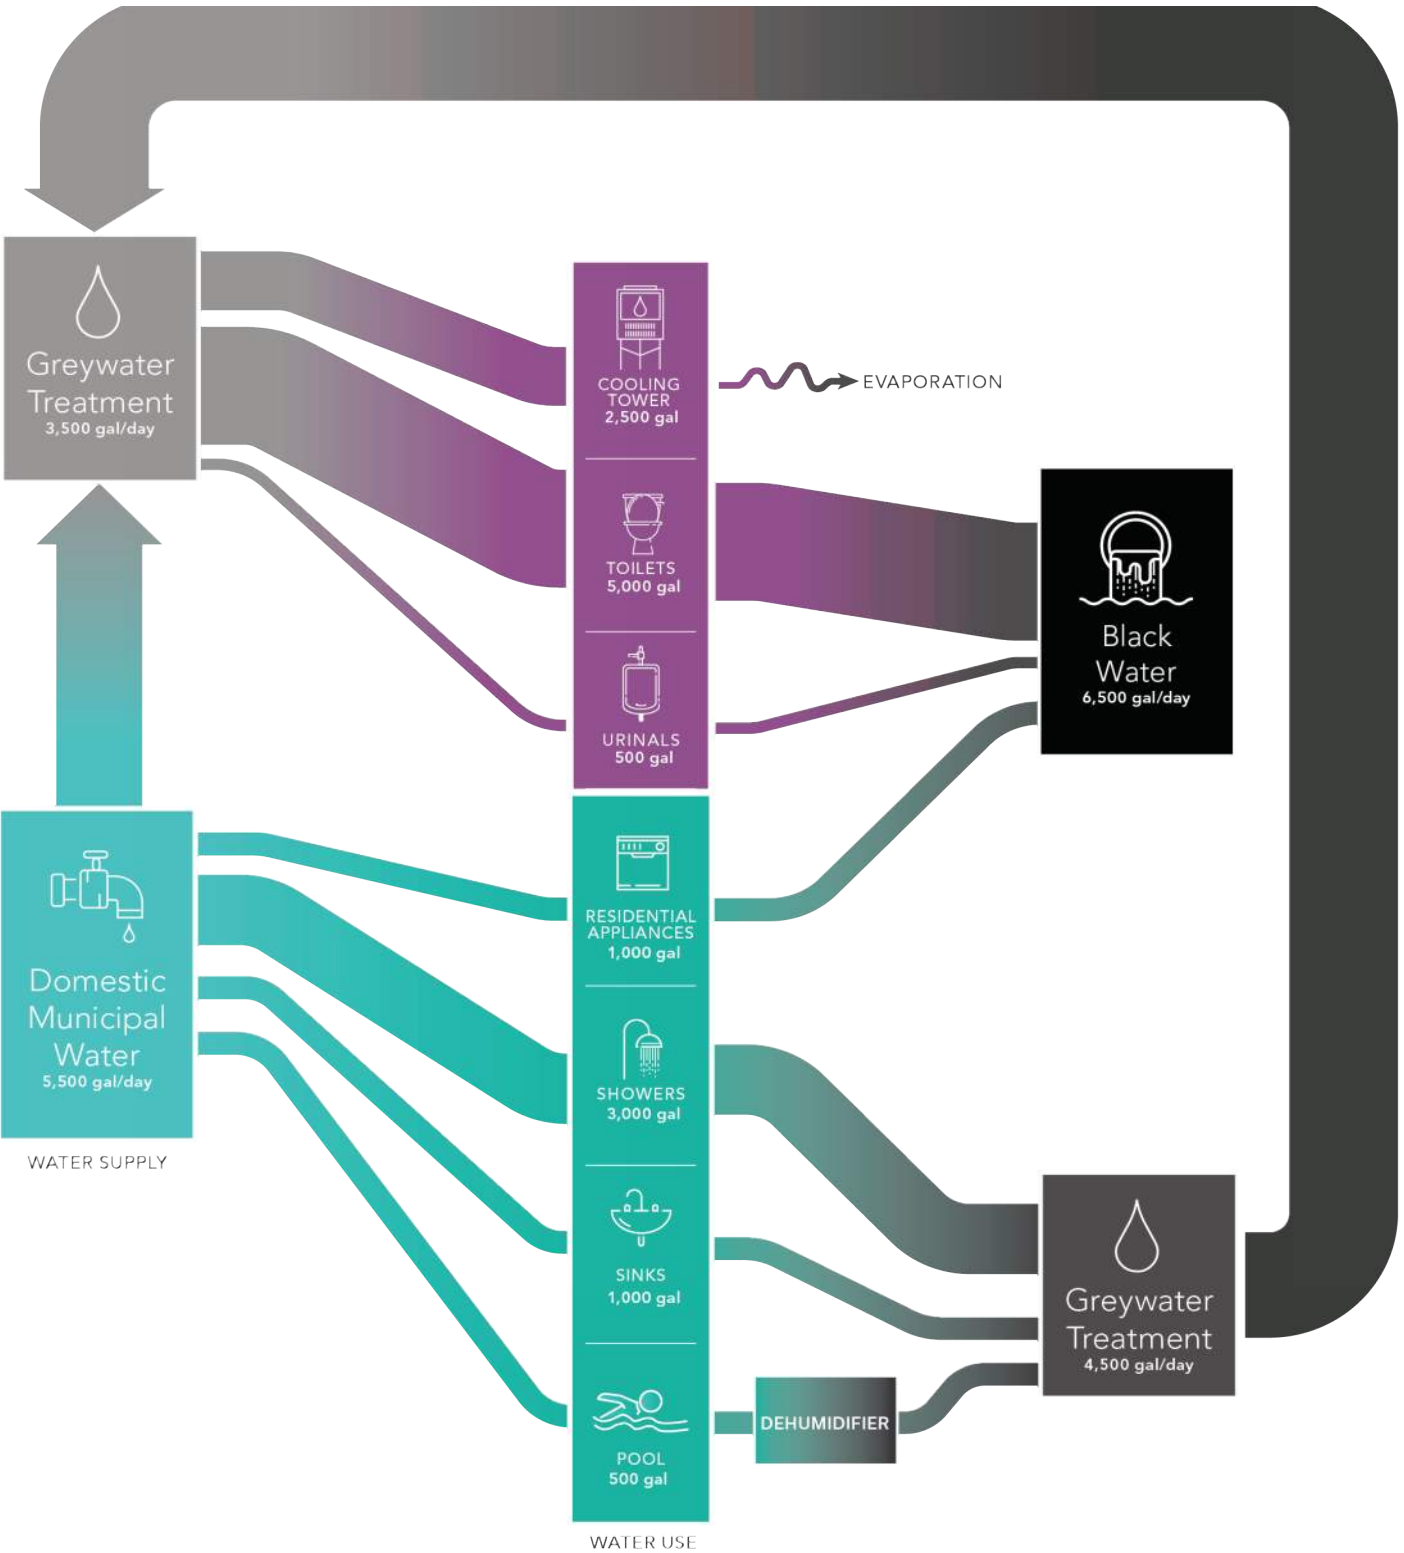 Greywater
Treatment
3,500 gal/day
COOLING
TOWER
2,500 gal
EVAPORATION
TOILETS
5,000 gal
URINALS
500 gal
Black
Water
6,500 gal/day
Domestic
Municipal
Water
5,500 gal/day
WATER SUPPLY
RESIDENTIAL
APPLIANCES
1,000 gal
SHOWERS
3,000 gal
SINKS
1,000 gal
POOL
500 gal
WATER USE
DEHUMIDIFIER
Greywater
Treatment
4,500 gal/day